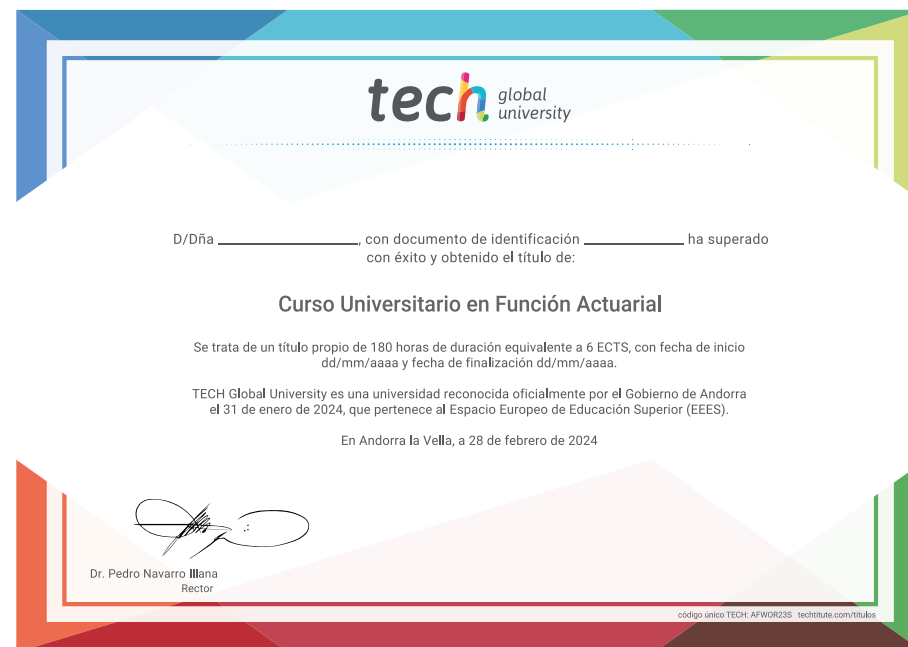 tech global university
D/Dña ____________________, con documento de identificación ______________ ha superado
con éxito y obtenido el título de:
Curso Universitario en Función Actuarial
Se trata de un título propio de 180 horas de duración equivalente a 6 ECTS, con fecha de inicio
dd/mm/aaaa y fecha de finalización dd/mm/aaaa.
TECH Global University es una universidad reconocida oficialmente por el Gobierno de Andorra
el 31 de enero de 2024, que pertenece al Espacio Europeo de Educación Superior (EEES).
En Andorra la Vella, a 28 de febrero de 2024
Dr. Pedro Navarro Illana
Rector
código único TECH: AFWOR23S techtitute.com/titulos